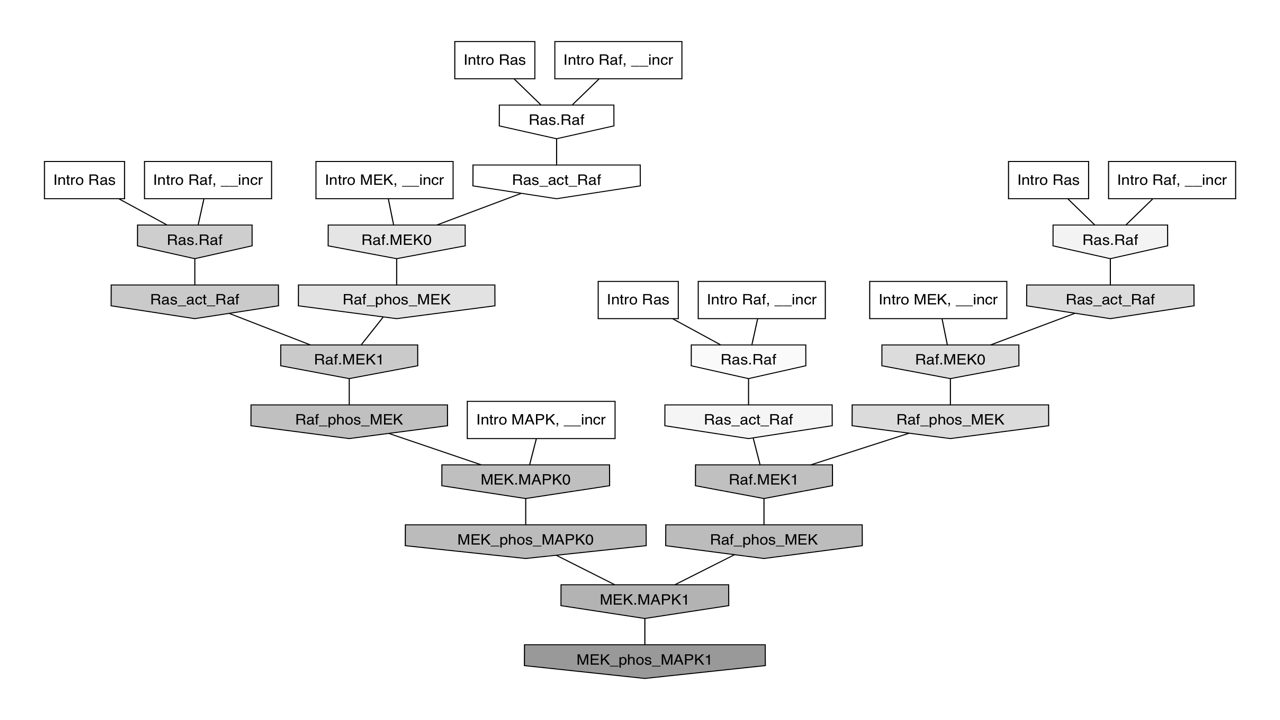 Intro Ras
Intro Raf, __incr
Ras.Raf
Intro Ras
Intro Raf, __incr
Intro MEK, __incr
Ras_act_Raf
Intro Ras
Intro Raf, __incr
Ras.Raf
Raf.MEK0
Ras.Raf
Ras_act_Raf
Raf_phos_MEK
Intro Ras
Intro Raf, __incr
Intro MEK, __incr
Ras_act_Raf
Raf.MEK1
Ras.Raf
Raf.MEK0
Raf_phos_MEK
Intro MAPK, __incr
Ras_act_Raf
Raf_phos_MEK
MEK.MAPK0
Raf.MEK1
MEK_phos_MAPK0
Raf_phos_MEK
MEK.MAPK1
MEK_phos_MAPK1